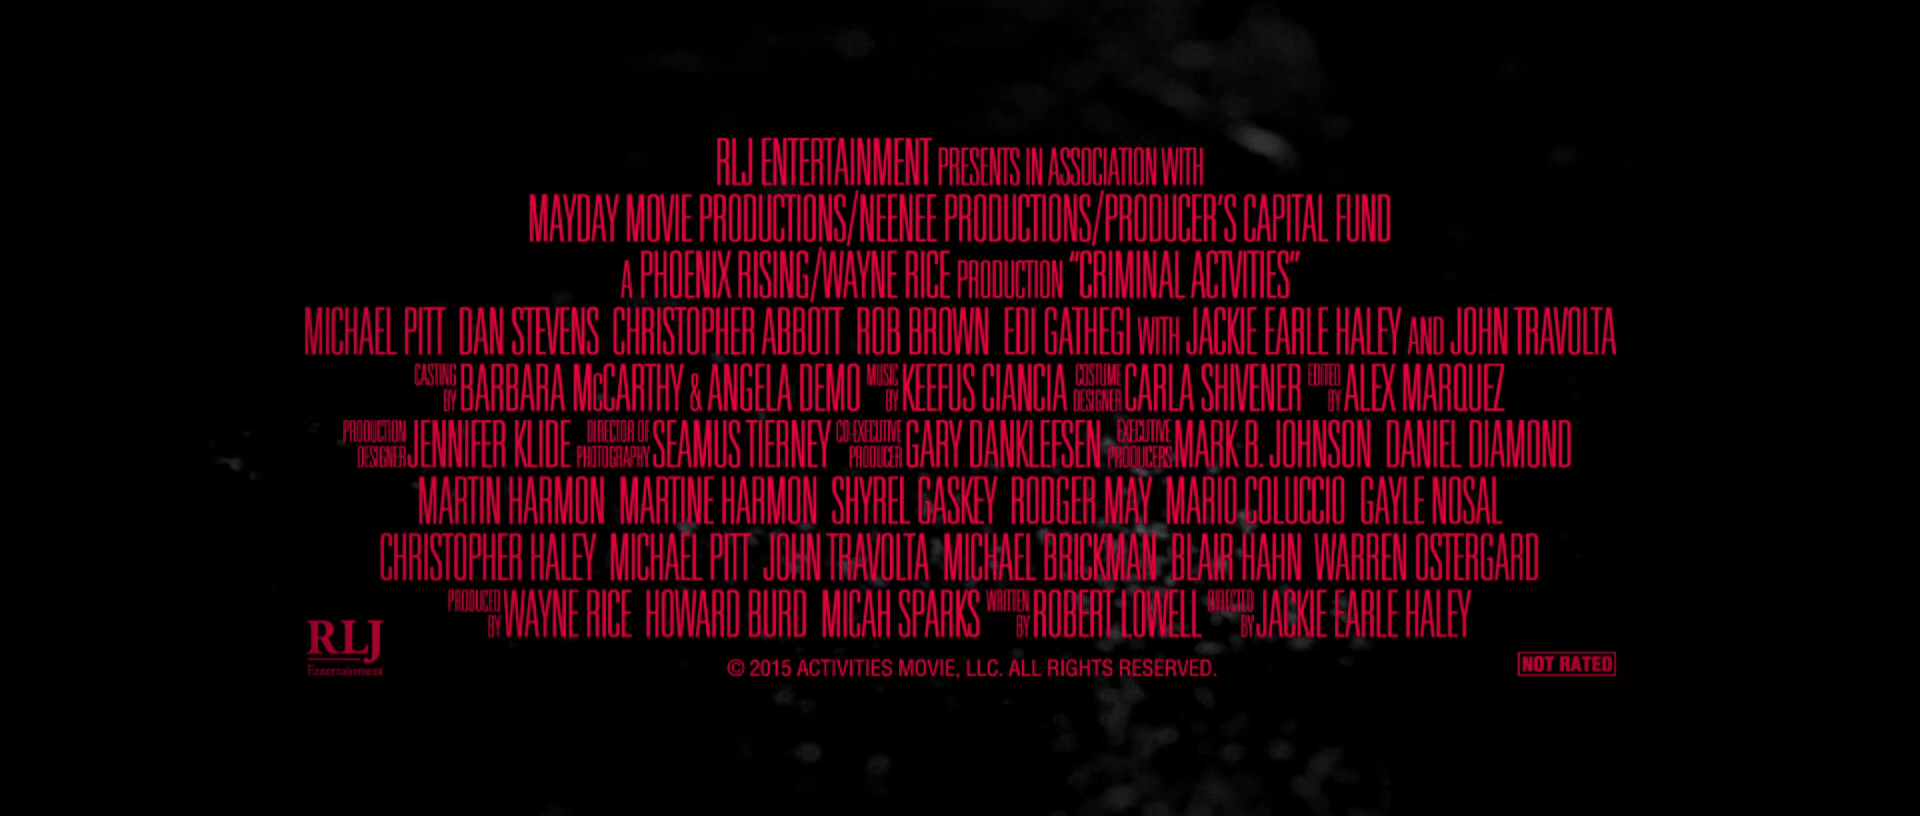 RLJ ENTERTAINMENT PRESENTS IN ASSOCIATION WITH
MAYDAY MOVIE PRODUCTIONS/NEENEE PRODUCTIONS/PRODUCER'S CAPITAL FUND
A PHOENIX RISING/WAYNE RICE PRODUCTION "CRIMINAL ACTVITIES"
MICHAEL PITT DAN STEVENS CHRISTOPHER ABBOTT ROB BROWN EDI GATHEGI WITH JACKIE EARLE HALEY AND JOHN TRAVOLTA
CASTING BY BARBARA McCARTHY & ANGELA DEMO MUSIC BY KEEFUS CIANCIA COSTUME DESIGNER CARLA SHIVENER EDITED BY ALEX MARQUEZ
PRODUCTION DESIGNER JENNIFER KLIDE DIRECTOR OF PHOTOGRAPHY SEAMUS TIERNEY CO-EXECUTIVE PRODUCER GARY DANKLEFSEN EXECUTIVE PRODUCERS MARK B. JOHNSON DANIEL DIAMOND
MARTIN HARMON MARTINE HARMON SHYREL GASKEY RODGER MAY MARIO COLUCCIO GAYLE NOSAL
CHRISTOPHER HALEY MICHAEL PITT JOHN TRAVOLTA MICHAEL BRICKMAN BLAIR HAHN WARREN OSTERGARD
PRODUCED BY WAYNE RICE HOWARD BURD MICAH SPARKS WRITTEN BY ROBERT LOWELL DIRECTED BY JACKIE EARLE HALEY
RLJ
Entertainment
© 2015 ACTIVITIES MOVIE, LLC. ALL RIGHTS RESERVED.
NOT RATED